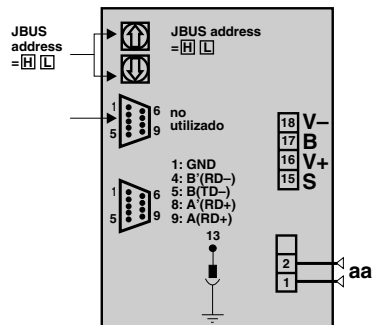 JBUS
address
=H L
JBUS address
=H L
1
6
5
9
no
utilizado
1
6
5
9
1: GND
4: B'(RD–)
5: B(TD–)
8: A'(RD+)
9: A(RD+)
13
18 V–
17 B
16 V+
15 S
2
1
aa